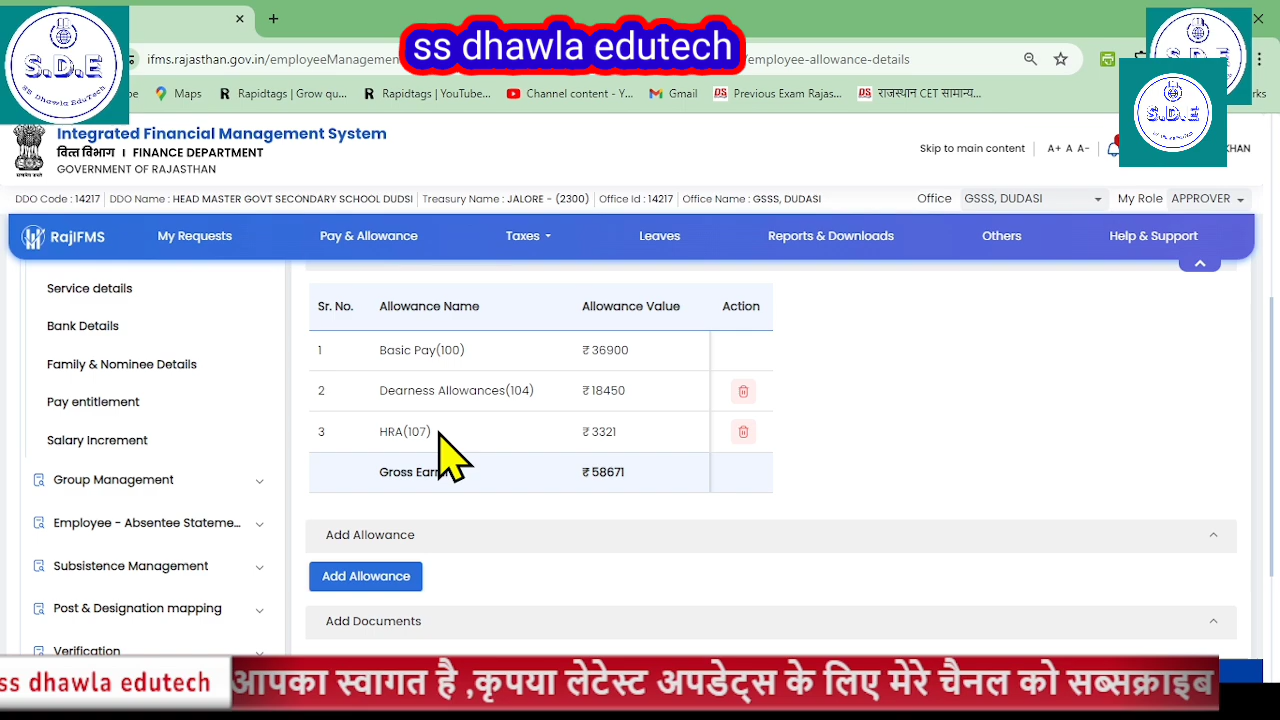 ss dhawla edutech
S.D.E
SS Dhawla EduTech
ifms.rajasthan.gov.in/employeeManagemen
employee-allowance-details
Maps
Rapidtags | Grow qu...
Rapidtags | YouTube...
Channel content - Y...
Gmail
Previous Exam Rajas...
राजस्थान CET सामान्य...
S.D.E
S.D.E
Integrated Financial Management System
वित्त विभाग I FINANCE DEPARTMENT
GOVERNMENT OF RAJASTHAN
Skip to main content
A+ A A-
KHAN
DDO Code : 14217 DDO Name : HEAD MASTER GOVT SECONDARY SCHOOL DUDSI Treasury Name : JALORE - (2300) Office Id : 14217 Office Name : GSSS, DUDASI
Office GSSS, DUDASI My Role APPROVER
RajIFMS My Requests Pay & Allowance Taxes Leaves Reports & Downloads Others Help & Support
Service details
Bank Details
Family & Nominee Details
Pay entitlement
Salary Increment
Group Management
Employee - Absentee Stateme...
Subsistence Management
Post & Designation mapping
Verification
Sr. No. Allowance Name Allowance Value Action
1 Basic Pay(100) ₹ 36900
2 Dearness Allowances(104) ₹ 18450
3 HRA(107) ₹ 3321
Gross Ear ₹ 58671
Add Allowance
Add Allowance
Add Documents
ss dhawla edutech
आपका स्वागत है ,कृपया लेटेस्ट अपडेट्स के लिए मेरे चैनल को सब्सक्राइब